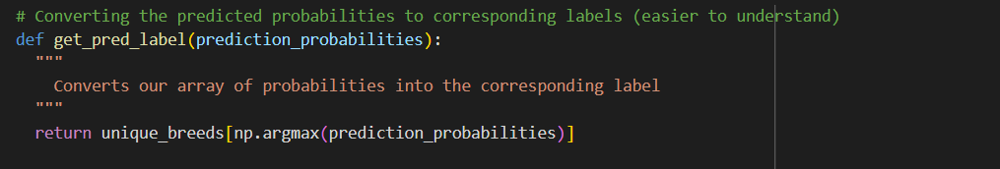 # Converting the predicted probabilities to corresponding labels (easier to understand)
def get_pred_label(prediction_probabilities):
  """
    Converts our array of probabilities into the corresponding label
  """
  return unique_breeds[np.argmax(prediction_probabilities)]